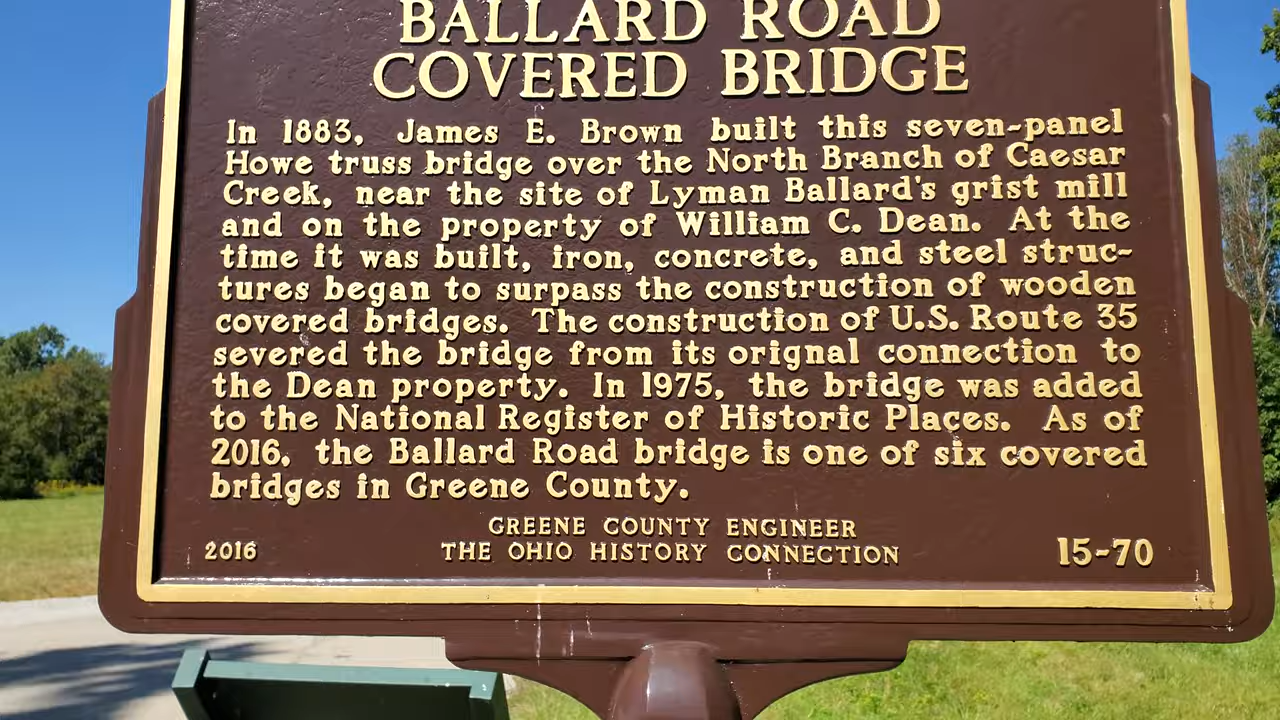 BALLARD ROAD
COVERED BRIDGE
In 1883, James E. Brown built this seven-panel
Howe truss bridge over the North Branch of Caesar
Creek, near the site of Lyman Ballard's grist mill
and on the property of William C. Dean. At the
time it was built, iron, concrete, and steel struc-
tures began to surpass the construction of wooden
covered bridges. The construction of U.S. Route 35
severed the bridge from its orignal connection to
the Dean property. In 1975, the bridge was added
to the National Register of Historic Places. As of
2016, the Ballard Road bridge is one of six covered
bridges in Greene County.
GREENE COUNTY ENGINEER
2016 THE OHIO HISTORY CONNECTION 15-70